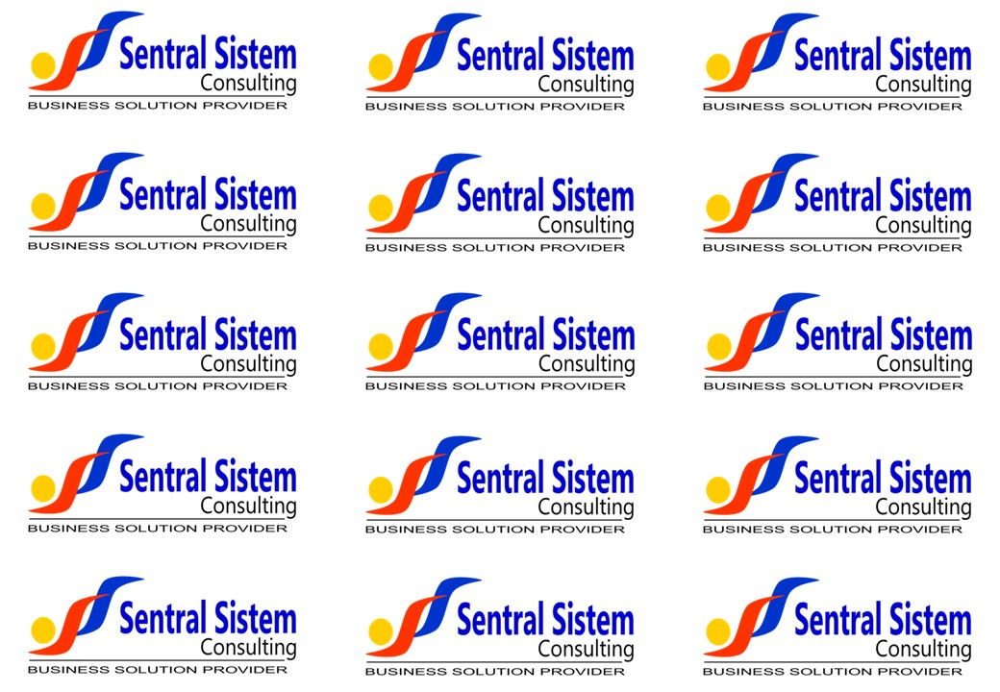 Sentral Sistem Sentral Sistem Sentral Sistem
Consulting Consulting Consulting
BUSINESS SOLUTION PROVIDER BUSINESS SOLUTION PROVIDER BUSINESS SOLUTION PROVIDER
Sentral Sistem Sentral Sistem Sentral Sistem
Consulting Consulting Consulting
BUSINESS SOLUTION PROVIDER BUSINESS SOLUTION PROVIDER BUSINESS SOLUTION PROVIDER
Sentral Sistem Sentral Sistem Sentral Sistem
Consulting Consulting Consulting
BUSINESS SOLUTION PROVIDER BUSINESS SOLUTION PROVIDER BUSINESS SOLUTION PROVIDER
Sentral Sistem Sentral Sistem Sentral Sistem
Consulting Consulting Consulting
BUSINESS SOLUTION PROVIDER BUSINESS SOLUTION PROVIDER BUSINESS SOLUTION PROVIDER
Sentral Sistem Sentral Sistem Sentral Sistem
Consulting Consulting Consulting
BUSINESS SOLUTION PROVIDER BUSINESS SOLUTION PROVIDER BUSINESS SOLUTION PROVIDER